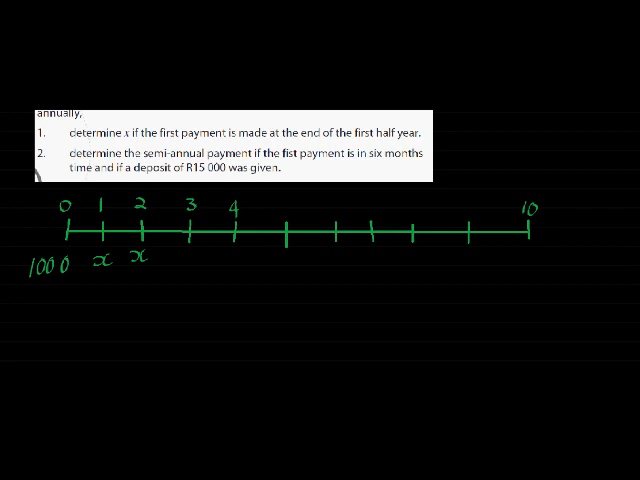 annually,
1. determine x if the first payment is made at the end of the first half year.
2. determine the semi-annual payment if the fist payment is in six months
time and if a deposit of R15 000 was given.
0 1 2 3 4 10
1000 x x